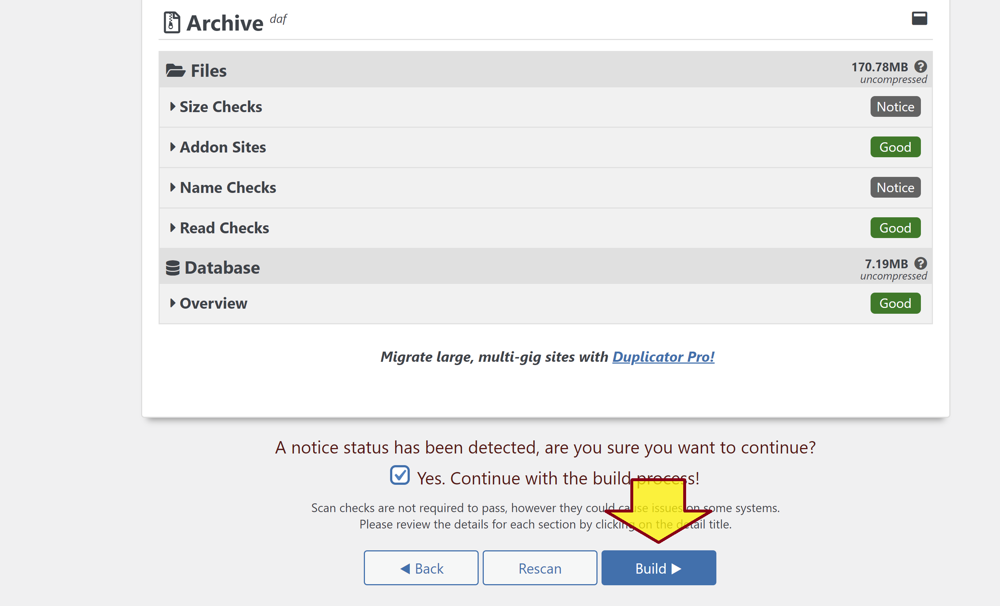 Archive daf
Files 170.78MB
uncompressed
Size Checks Notice
Addon Sites Good
Name Checks Notice
Read Checks Good
Database 7.19MB
uncompressed
Overview Good
Migrate large, multi-gig sites with Duplicator Pro!
A notice status has been detected, are you sure you want to continue?
Yes. Continue with the build process!
Scan checks are not required to pass, however they could cause issues on some systems.
Please review the details for each section by clicking on the detail title.
Back Rescan Build